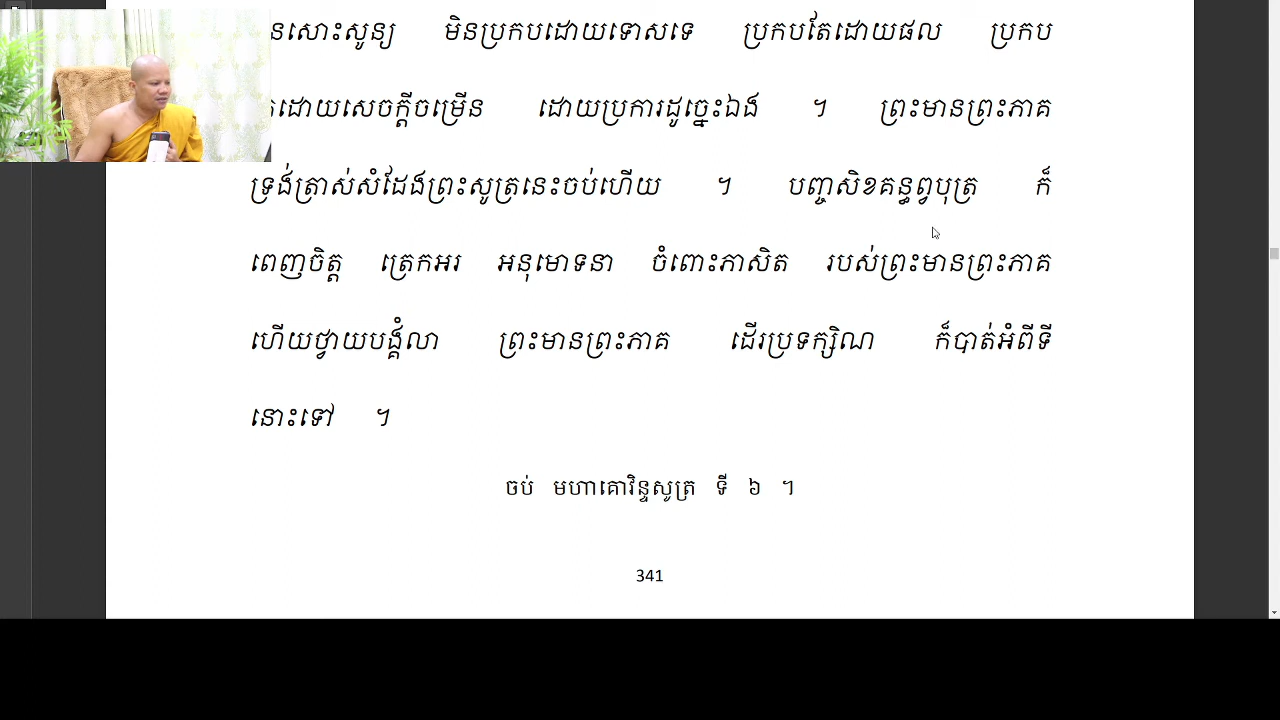 សោះសូន្យ មិនប្រកបដោយទោសទេ ប្រកបតែដោយផល ប្រកប
ដោយសេចក្តីចម្រើន ដោយប្រការដូច្នេះឯង ។ ព្រះមានព្រះភាគ
ទ្រង់ត្រាស់សំដែងព្រះសូត្រនេះចប់ហើយ ។ បញ្ចសិខគន្ធព្វបុត្រ ក៏
ពេញចិត្ត ត្រេកអរ អនុមោទនា ចំពោះភាសិត របស់ព្រះមានព្រះភាគ
ហើយថ្វាយបង្គំលា ព្រះមានព្រះភាគ ដើរប្រទក្សិណ ក៏បាត់អំពីទី
នោះទៅ ។
ចប់ មហាគោវិន្ទសូត្រ ទី ៦ ។
341